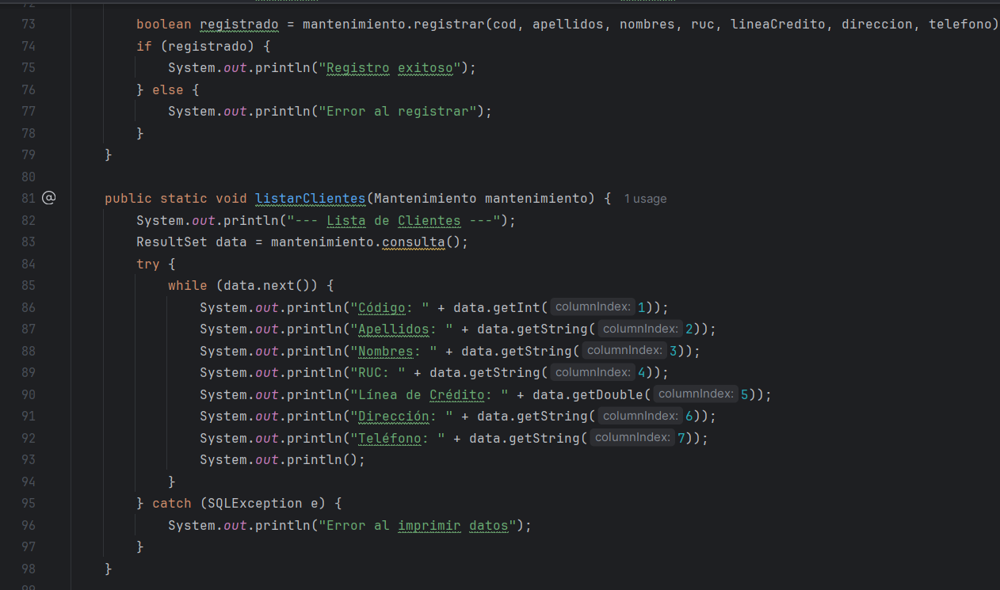 73 boolean registrado = mantenimiento.registrar(cod, apellidos, nombres, ruc, lineaCredito, direccion, telefono)
74 if (registrado) {
75 System.out.println("Registro exitoso");
76 } else {
77 System.out.println("Error al registrar");
78 }
79 }
80
81 @ public static void listarClientes(Mantenimiento mantenimiento) { 1 usage
82 System.out.println("--- Lista de Clientes ---");
83 ResultSet data = mantenimiento.consulta();
84 try {
85 while (data.next()) {
86 System.out.println("Código: " + data.getInt( columnIndex: 1));
87 System.out.println("Apellidos: " + data.getString( columnIndex: 2));
88 System.out.println("Nombres: " + data.getString( columnIndex: 3));
89 System.out.println("RUC: " + data.getString( columnIndex: 4));
90 System.out.println("Línea de Crédito: " + data.getDouble( columnIndex: 5));
91 System.out.println("Dirección: " + data.getString( columnIndex: 6));
92 System.out.println("Teléfono: " + data.getString( columnIndex: 7));
93 System.out.println();
94 }
95 } catch (SQLException e) {
96 System.out.println("Error al imprimir datos");
97 }
98 }